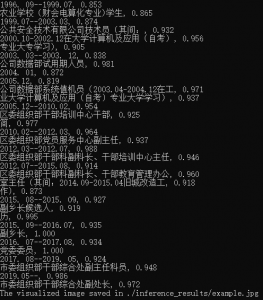 1996. 09--1999.07, 0.853
农业学校（财会电算化专业)学生, 0.865
1999.07--2003.03, 0.874
公共安全技术有限公司技术员（其间:, 0.932
2000.10-2002.12在大学计算机及应用（自考）, 0.956
专业大专学习), 0.905
2003. 03--2003. 12, 0.838
公司数据部试用期人员, 0.981
2004. 01, 0.872
2005.12, 0.850
公司数据部系统值机员（2003.04-2004.12在工, 0.971
业大学计算机及应用（自考）专业大学学习）, 0.937
2005.12--2010.02, 0.954
区委组织部干部培训中心干部, 0.925
简, 0.977
2010.02--2012.03, 0.964
区委组织部党员服务中心副主任, 0.937
2012.03--2012.07, 0.988
区委组织部干部科副科长、干部培训中心主任, 0.946
2012.07--2015.08, 0.914
区委组织部干部科副科长、干部教育管理办公, 0.960
室主任（其间：2014.09-2015.04旧城改造工, 0.918
作）, 0.873
2015. 08--2015. 09, 0.927
副乡长候选人, 0.919
历, 0.995
2015. 09--2016.07, 0.935
副乡长, 1.000
2016. 07--2017.08, 0.934
党委委员, 1.000
2017. 08--2019. 05, 0.924
市委组织部干部综合处副主任科员, 0.948
2019.05--, 0.986
市委组织部干部综合处副处长, 0.972
The visualized image saved in ./inference_results/example.jpg